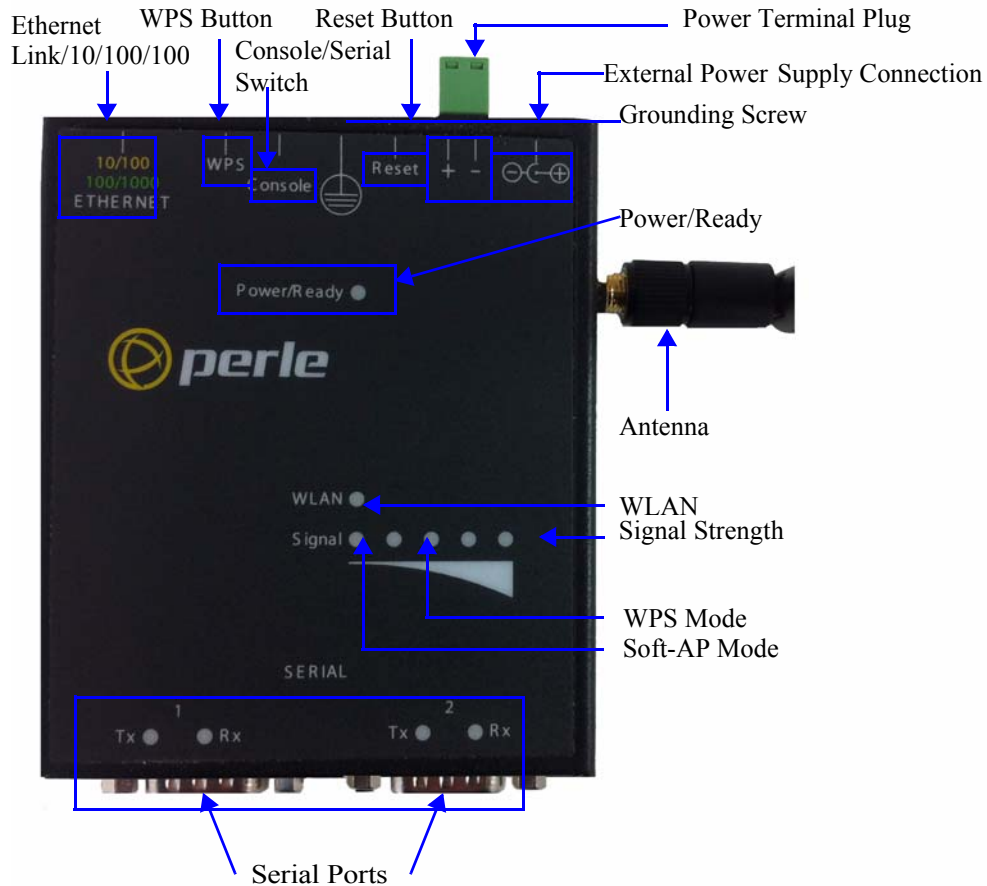 Ethernet
Link/10/100/100
WPS Button
Console/Serial
Switch
Reset Button
Power Terminal Plug
External Power Supply Connection
Grounding Screw
10/100
100/1000
ETHERNET
WPS
Console
Reset
+ -
Power/Ready
Power/Ready
perle
Antenna
WLAN
WLAN
Signal
Signal Strength
WPS Mode
Soft-AP Mode
SERIAL
1
2
Tx
Rx
Tx
Rx
Serial Ports